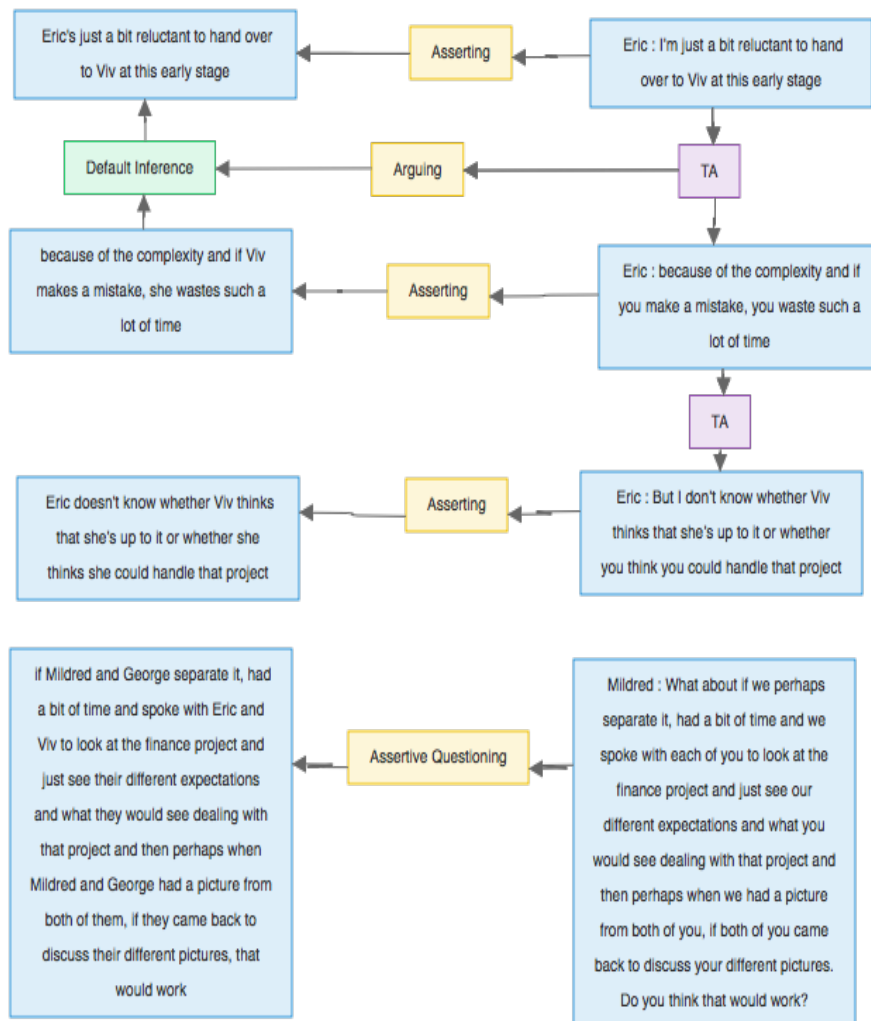 Eric's just a bit reluctant to hand over
to Viv at this early stage
Asserting
Eric : I'm just a bit reluctant to hand
over to Viv at this early stage
Default Inference
Arguing
TA
because of the complexity and if Viv
makes a mistake, she wastes such a
lot of time
Asserting
Eric : because of the complexity and if
you make a mistake, you waste such a
lot of time
TA
Eric doesn't know whether Viv thinks
that she's up to it or whether she
thinks she could handle that project
Asserting
Eric : But I don't know whether Viv
thinks that she's up to it or whether
you think you could handle that project
if Mildred and George separate it, had
a bit of time and spoke with Eric and
Viv to look at the finance project and
just see their different expectations
and what they would see dealing with
that project and then perhaps when
Mildred and George had a picture from
both of them, if they came back to
discuss their different pictures, that
would work
Assertive Questioning
Mildred : What about if we perhaps
separate it, had a bit of time and we
spoke with each of you to look at the
finance project and just see our
different expectations and what you
would see dealing with that project and
then perhaps when we had a picture
from both of you, if both of you came
back to discuss your different pictures.
Do you think that would work?